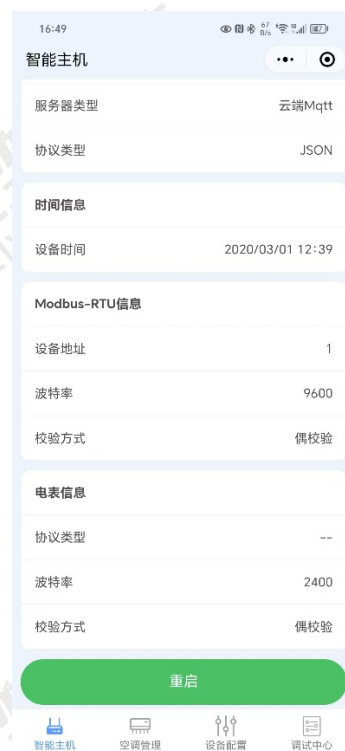 16:49
67 B/s 47
智能主机
服务器类型 云端Mqtt
协议类型 JSON
时间信息
设备时间 2020/03/01 12:39
Modbus-RTU信息
设备地址 1
波特率 9600
校验方式 偶校验
电表信息
协议类型 --
波特率 2400
校验方式 偶校验
重启
智能主机 空调管理 设备配置 调试中心